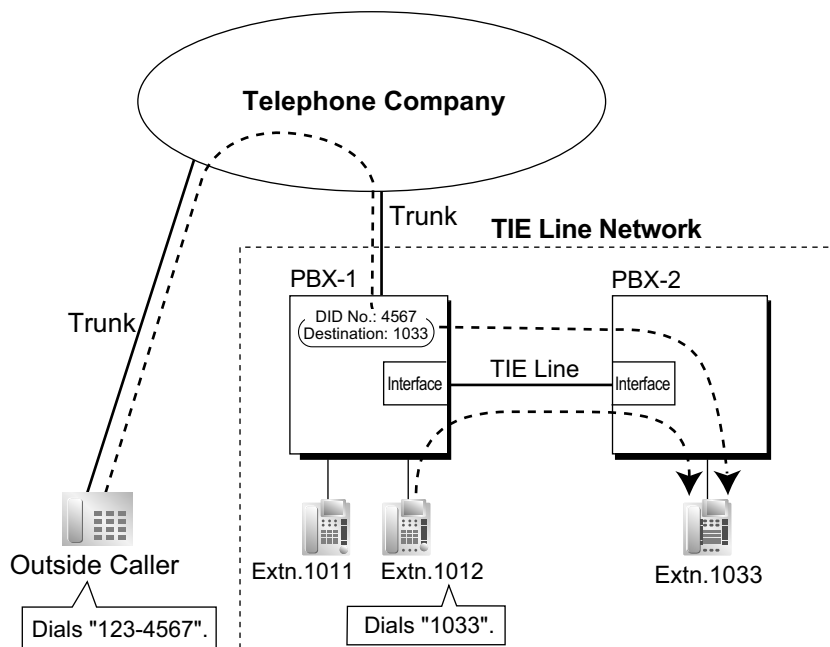 Telephone Company
Trunk
TIE Line Network
PBX-1
PBX-2
DID No.: 4567
Destination: 1033
Trunk
TIE Line
Interface
Interface
Outside Caller
Extn.1011
Extn.1012
Extn.1033
Dials "123-4567".
Dials "1033".